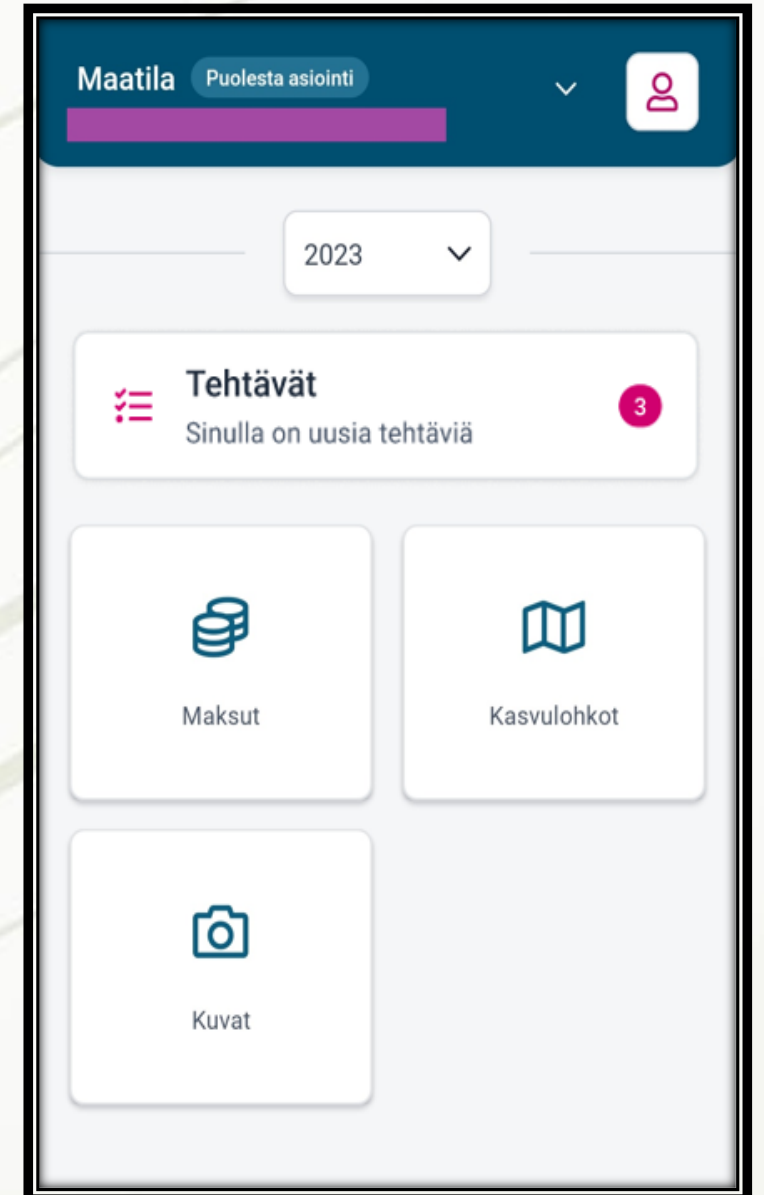 Maatila Puolesta asiointi
2023
Tehtävät
3
Sinulla on uusia tehtäviä
Maksut Kasvulohkot
Kuvat